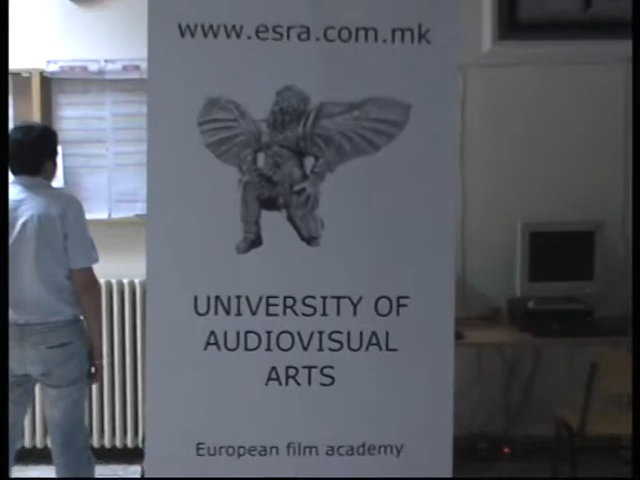 www.esra.com.mk
UNIVERSITY OF
AUDIOVISUAL
ARTS
European film academy